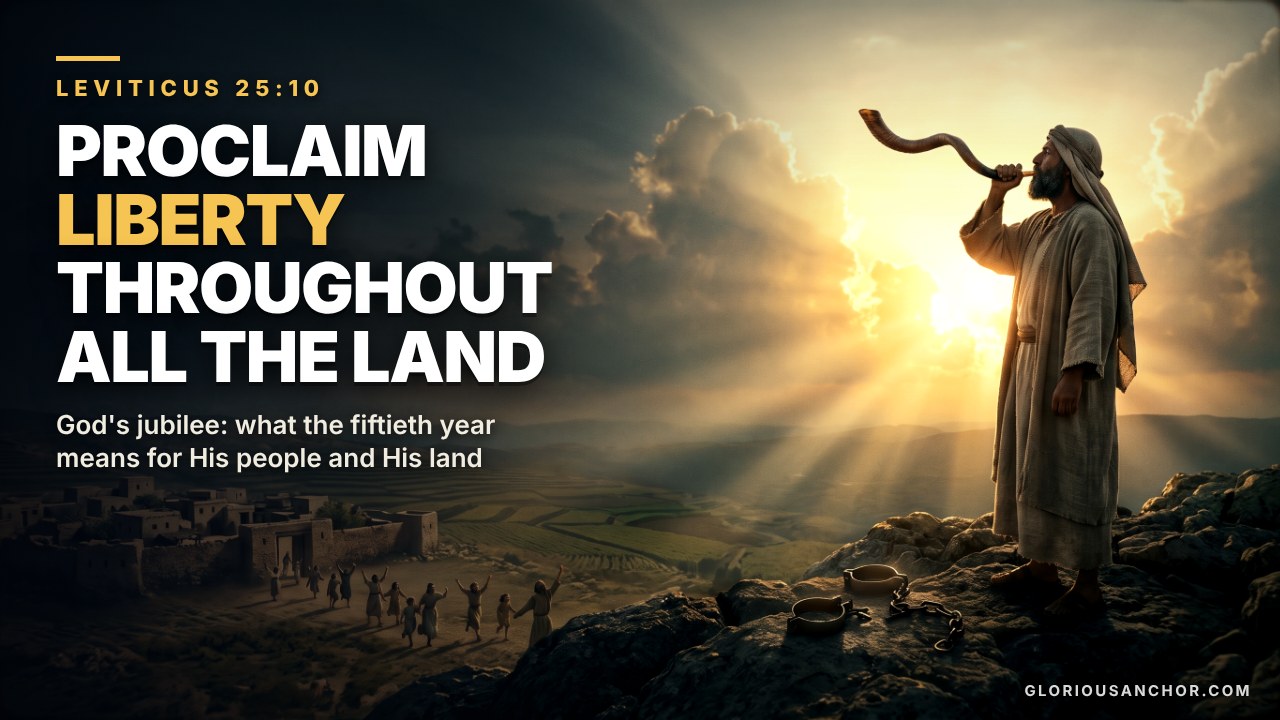 LEVITICUS 25:10
PROCLAIM
LIBERTY
THROUGHOUT
ALL THE LAND
God's jubilee: what the fiftieth year
means for His people and His land
GLORIOUSANCHOR.COM